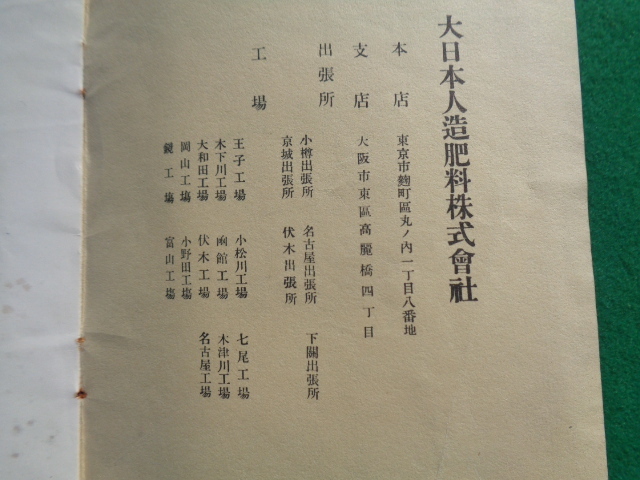 大日本人造肥料株式會社
本店 東京市麴町區丸ノ內一丁目八番地
支店 大阪市東區高麗橋四丁目
出張所 小樽出張所 名古屋出張所 下關出張所
京城出張所 伏木出張所
工場 王子工場 小松川工場 七尾工場
木下川工場 函館工場 木津川工場
大和田工場 伏木工場 名古屋工場
岡山工場 小野田工場
鏡工場 富山工場